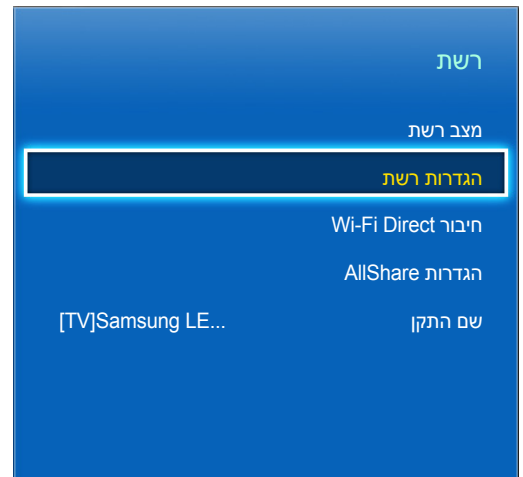 רשת
מצב רשת
הגדרות רשת
חיבור Wi-Fi Direct
הגדרות AllShare
שם התקן [TV]Samsung LE...